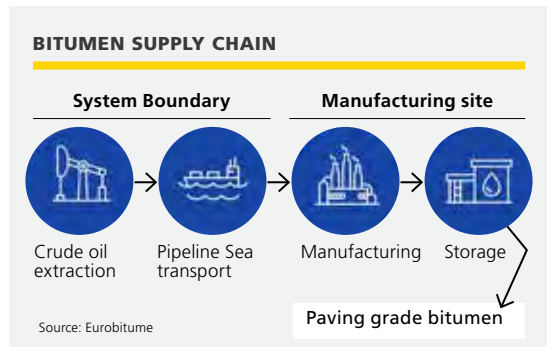 BITUMEN SUPPLY CHAIN
System Boundary
Manufacturing site
Crude oil
extraction
Pipeline Sea
transport
Manufacturing
Storage
Paving grade bitumen
Source: Eurobitume